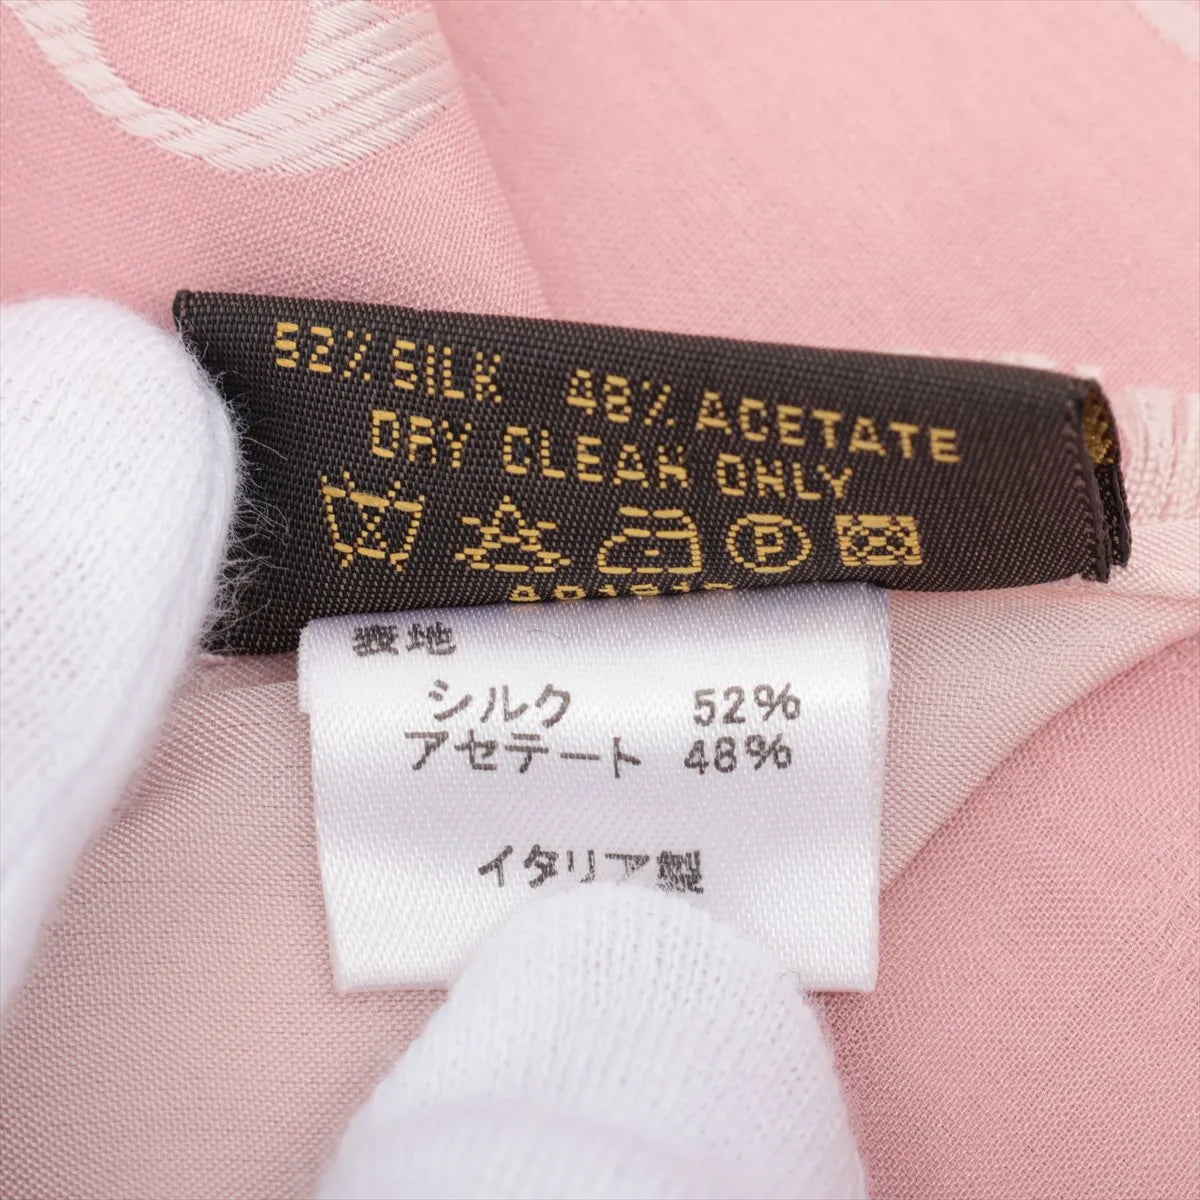 52% SILK 48% ACETATE
DRY CLEAN ONLY
P
表地
シルク 52%
アセテート 48%
イタリア製